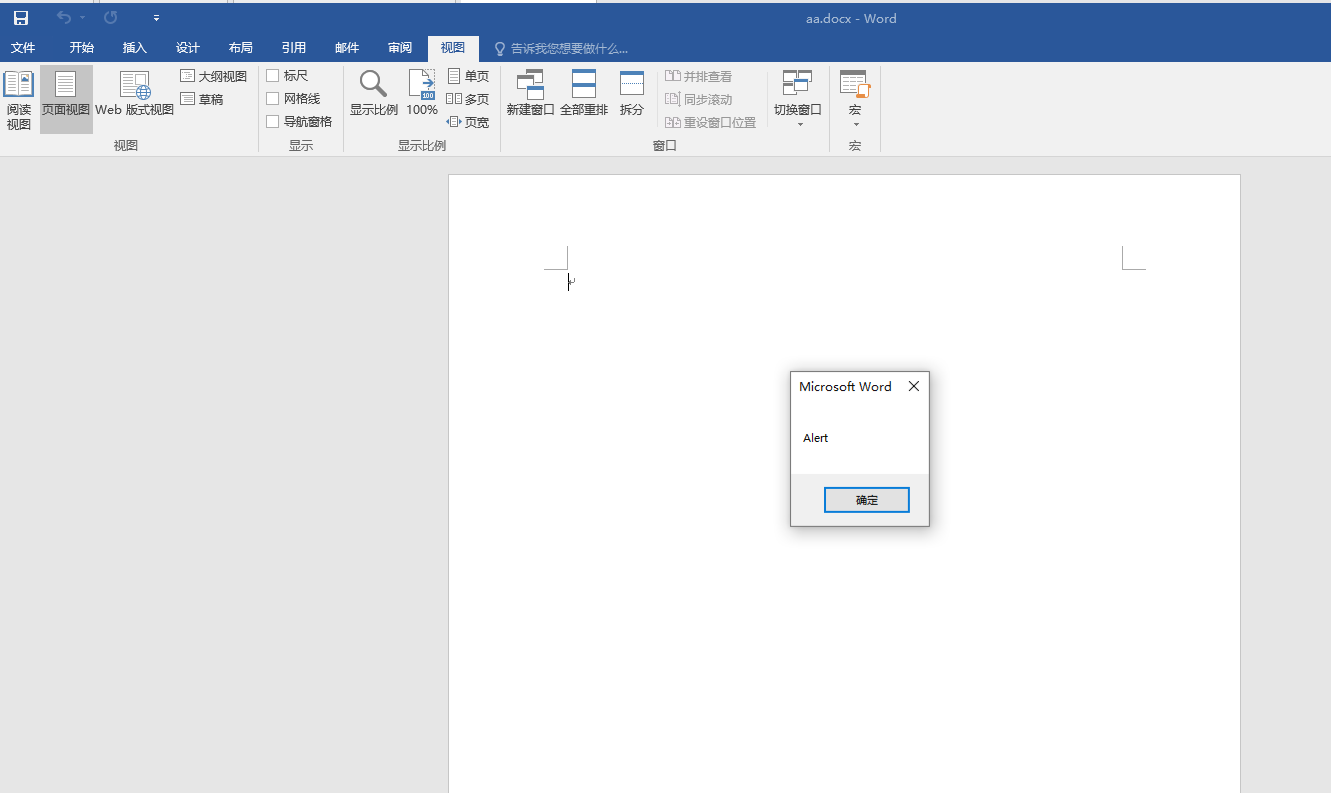 aa.docx - Word
文件 开始 插入 设计 布局 引用 邮件 审阅 视图 告诉我您想要做什么...
阅读
视图
页面视图
Web 版式视图
大纲视图
草稿
视图
标尺
网格线
导航窗格
显示
显示比例
100
100%
单页
多页
页宽
显示比例
新建窗口
全部重排
拆分
并排查看
同步滚动
重设窗口位置
切换窗口
窗口
宏
宏
Microsoft Word
Alert
确定